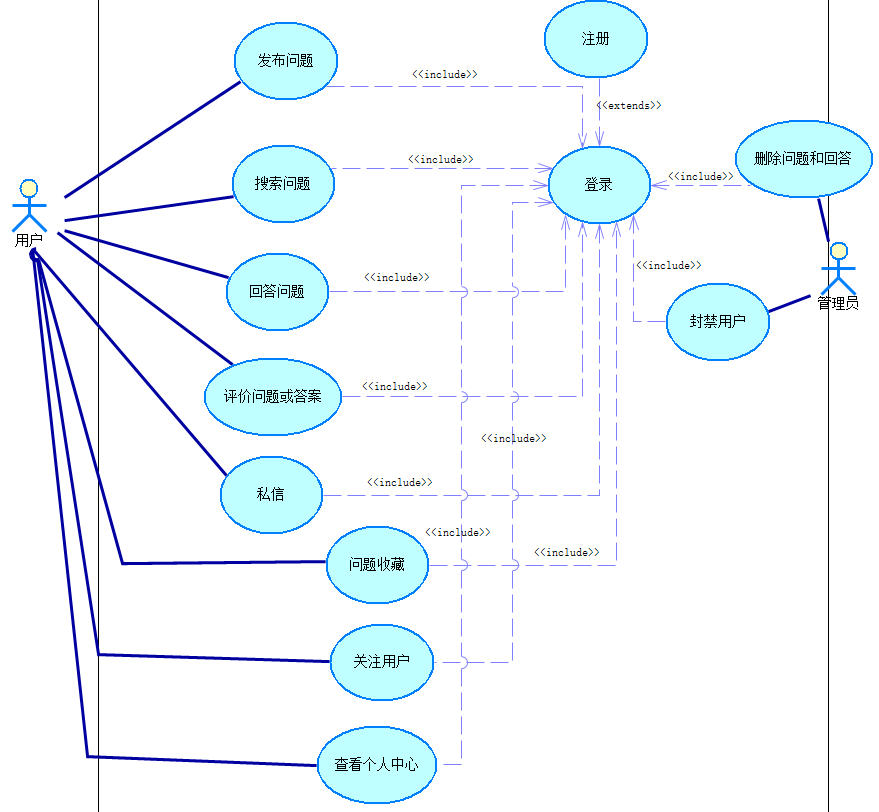 注册
发布问题
<<include>>
<<extends>>
删除问题和回答
<<include>>
搜索问题
登录
<<include>>
用户
<<include>>
<<include>>
回答问题
管理员
封禁用户
<<include>>
评价问题或答案
<<include>>
<<include>>
私信
<<include>>
<<include>>
问题收藏
关注用户
查看个人中心